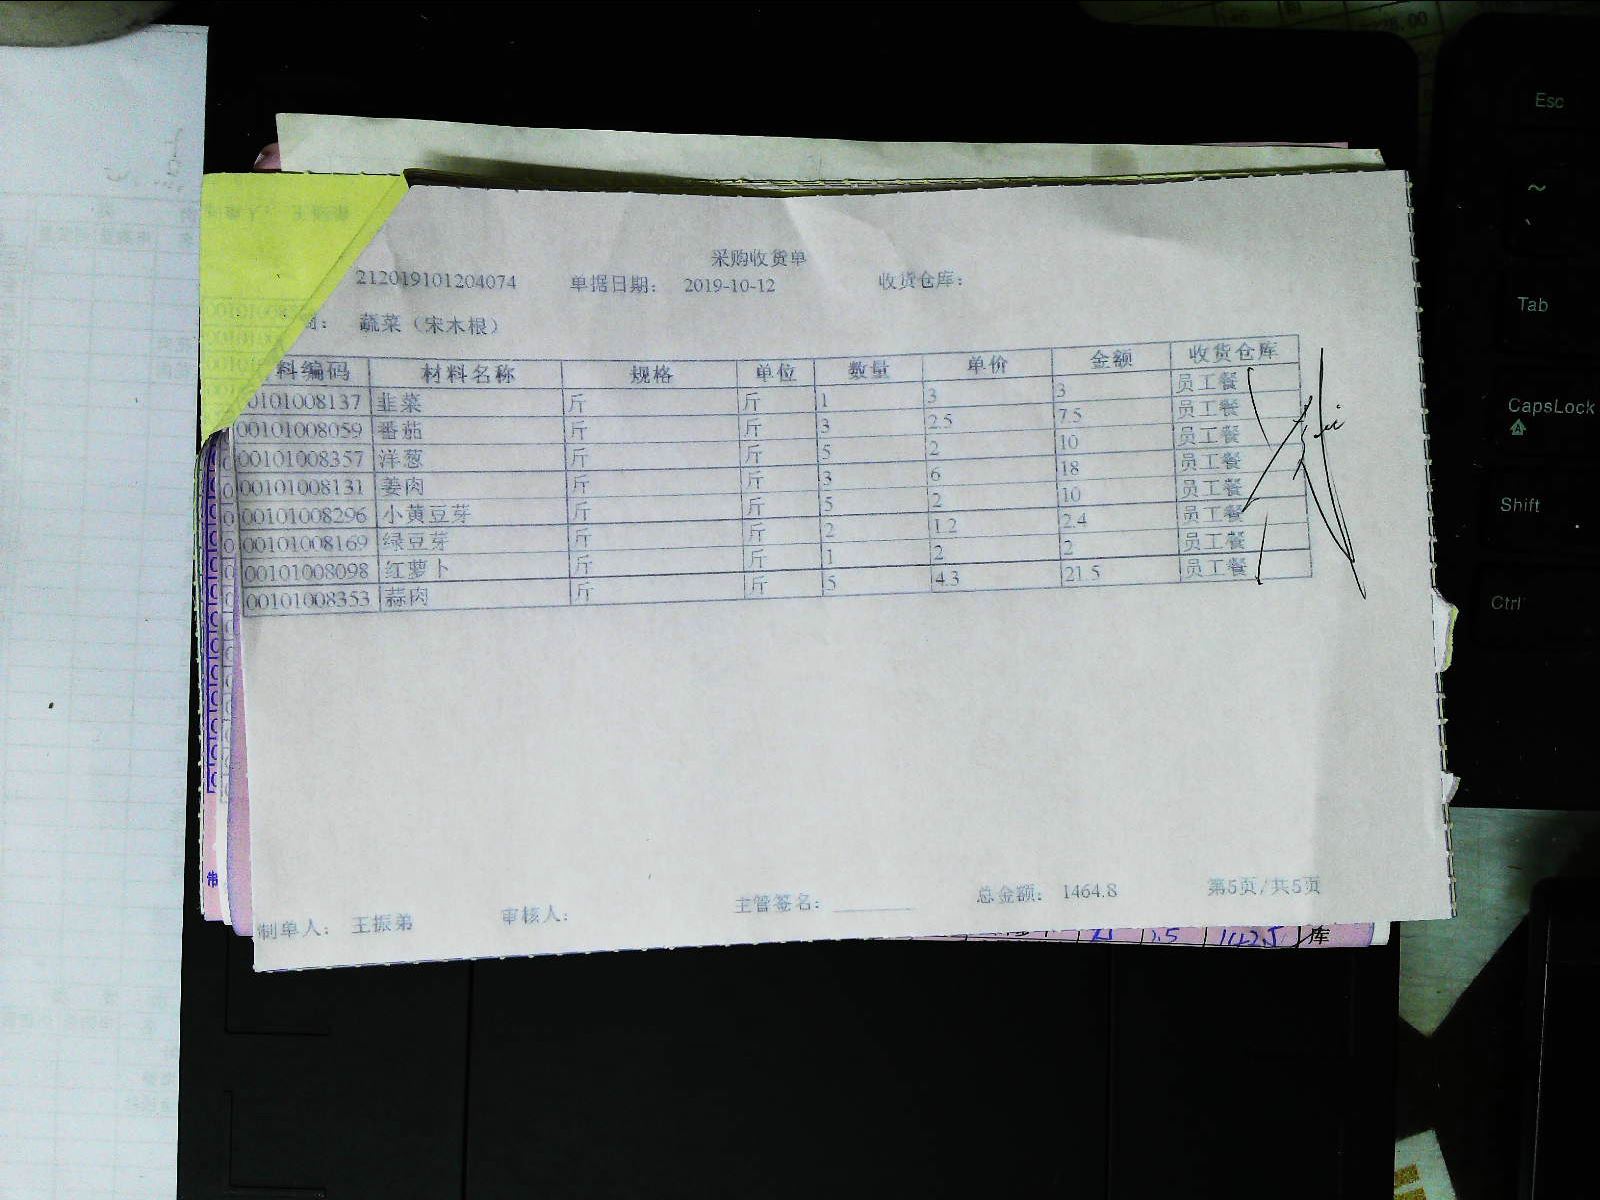 采购收货单
212019101204074 单据日期： 2019-10-12 收货仓库：
商： 蔬菜（宋木根）
料编码 材料名称 规格 单位 数量 单价 金额 收货仓库
00101008137 韭菜 斤 斤 1 3 3 员工餐
00101008059 番茄 斤 斤 3 2.5 7.5 员工餐
00101008357 洋葱 斤 斤 5 2 10 员工餐
00101008131 姜肉 斤 斤 3 6 18 员工餐
00101008296 小黄豆芽 斤 斤 5 2 10 员工餐
00101008169 绿豆芽 斤 斤 2 1.2 2.4 员工餐
00101008098 红萝卜 斤 斤 1 2 2 员工餐
00101008353 蒜肉 斤 斤 5 4.3 21.5 员工餐
制单人： 王振弟 审核人： 主管签名： 总金额： 1464.8 第5页/共5页
库
Esc
~
Tab
CapsLock
Shift
Ctrl